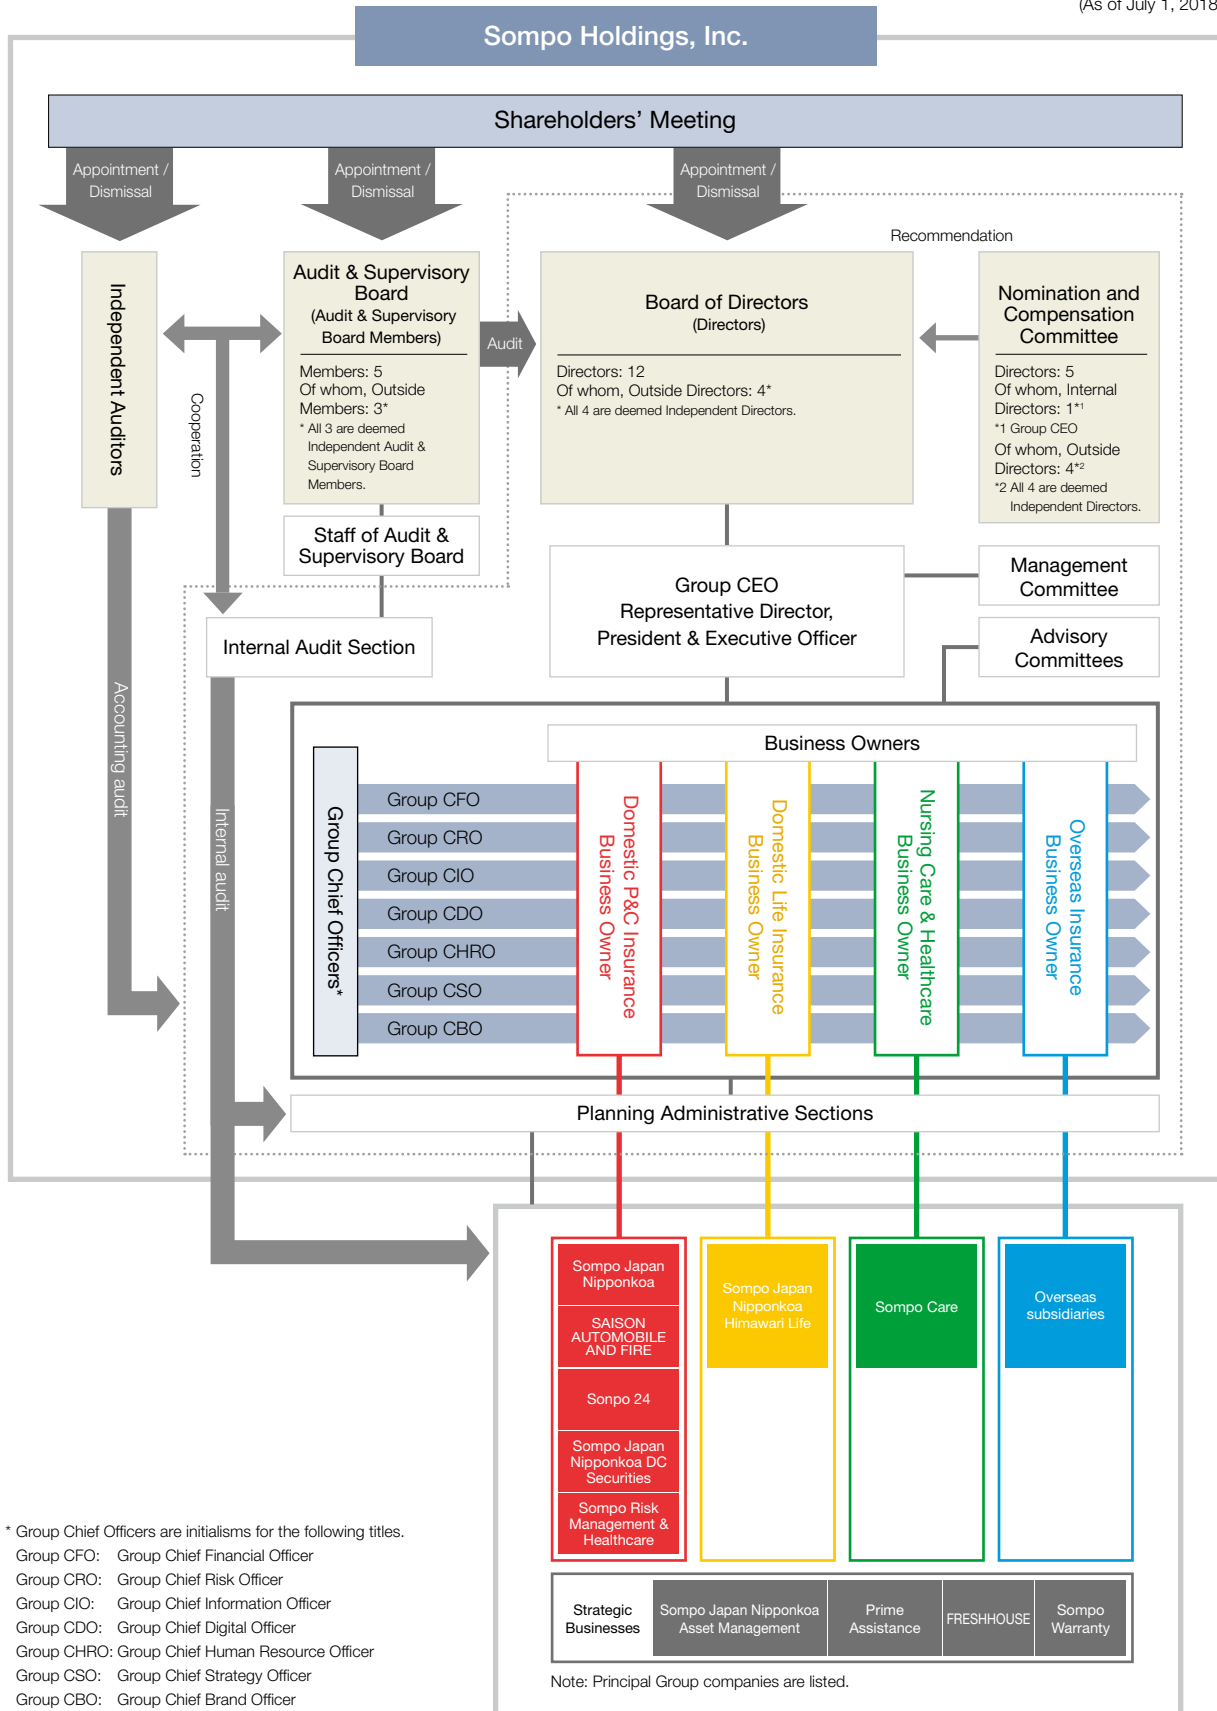 (As of July 1, 2018
Sompo Holdings, Inc.
Shareholders' Meeting
Appointment /
Dismissal
Appointment /
Dismissal
Appointment /
Dismissal
Recommendation
Independent Auditors
Audit & Supervisory
Board
(Audit & Supervisory
Board Members)
Members: 5
Of whom, Outside
Members: 3*
* All 3 are deemed
Independent Audit &
Supervisory Board
Members.
Audit
Board of Directors
(Directors)
Directors: 12
Of whom, Outside Directors: 4*
* All 4 are deemed Independent Directors.
Nomination and
Compensation
Committee
Directors: 5
Of whom, Internal
Directors: 1*1
*1 Group CEO
Of whom, Outside
Directors: 4*2
*2 All 4 are deemed
Independent Directors.
Cooperation
Staff of Audit &
Supervisory Board
Group CEO
Representative Director,
President & Executive Officer
Management
Committee
Advisory
Committees
Internal Audit Section
Accounting audit
Internal audit
Business Owners
Group Chief Officers*
Group CFO
Group CRO
Group CIO
Group CDO
Group CHRO
Group CSO
Group CBO
Domestic P&C Insurance
Business Owner
Domestic Life Insurance
Business Owner
Nursing Care & Healthcare
Business Owner
Overseas Insurance
Business Owner
Planning Administrative Sections
Sompo Japan
Nipponkoa
SAISON
AUTOMOBILE
AND FIRE
Sonpo 24
Sompo Japan
Nipponkoa DC
Securities
Sompo Risk
Management &
Healthcare
Sompo Japan
Nipponkoa
Himawari Life
Sompo Care
Overseas
subsidiaries
Strategic
Businesses
Sompo Japan Nipponkoa
Asset Management
Prime
Assistance
FRESHHOUSE
Sompo
Warranty
Note: Principal Group companies are listed.
* Group Chief Officers are initialisms for the following titles.
Group CFO: Group Chief Financial Officer
Group CRO: Group Chief Risk Officer
Group CIO: Group Chief Information Officer
Group CDO: Group Chief Digital Officer
Group CHRO: Group Chief Human Resource Officer
Group CSO: Group Chief Strategy Officer
Group CBO: Group Chief Brand Officer